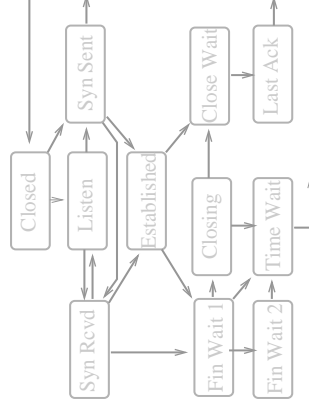 Syn Sent
Close Wait
Last Ack
Closed
Listen
Established
Closing
Time Wait
Syn Rcvd
Fin Wait 1
Fin Wait 2